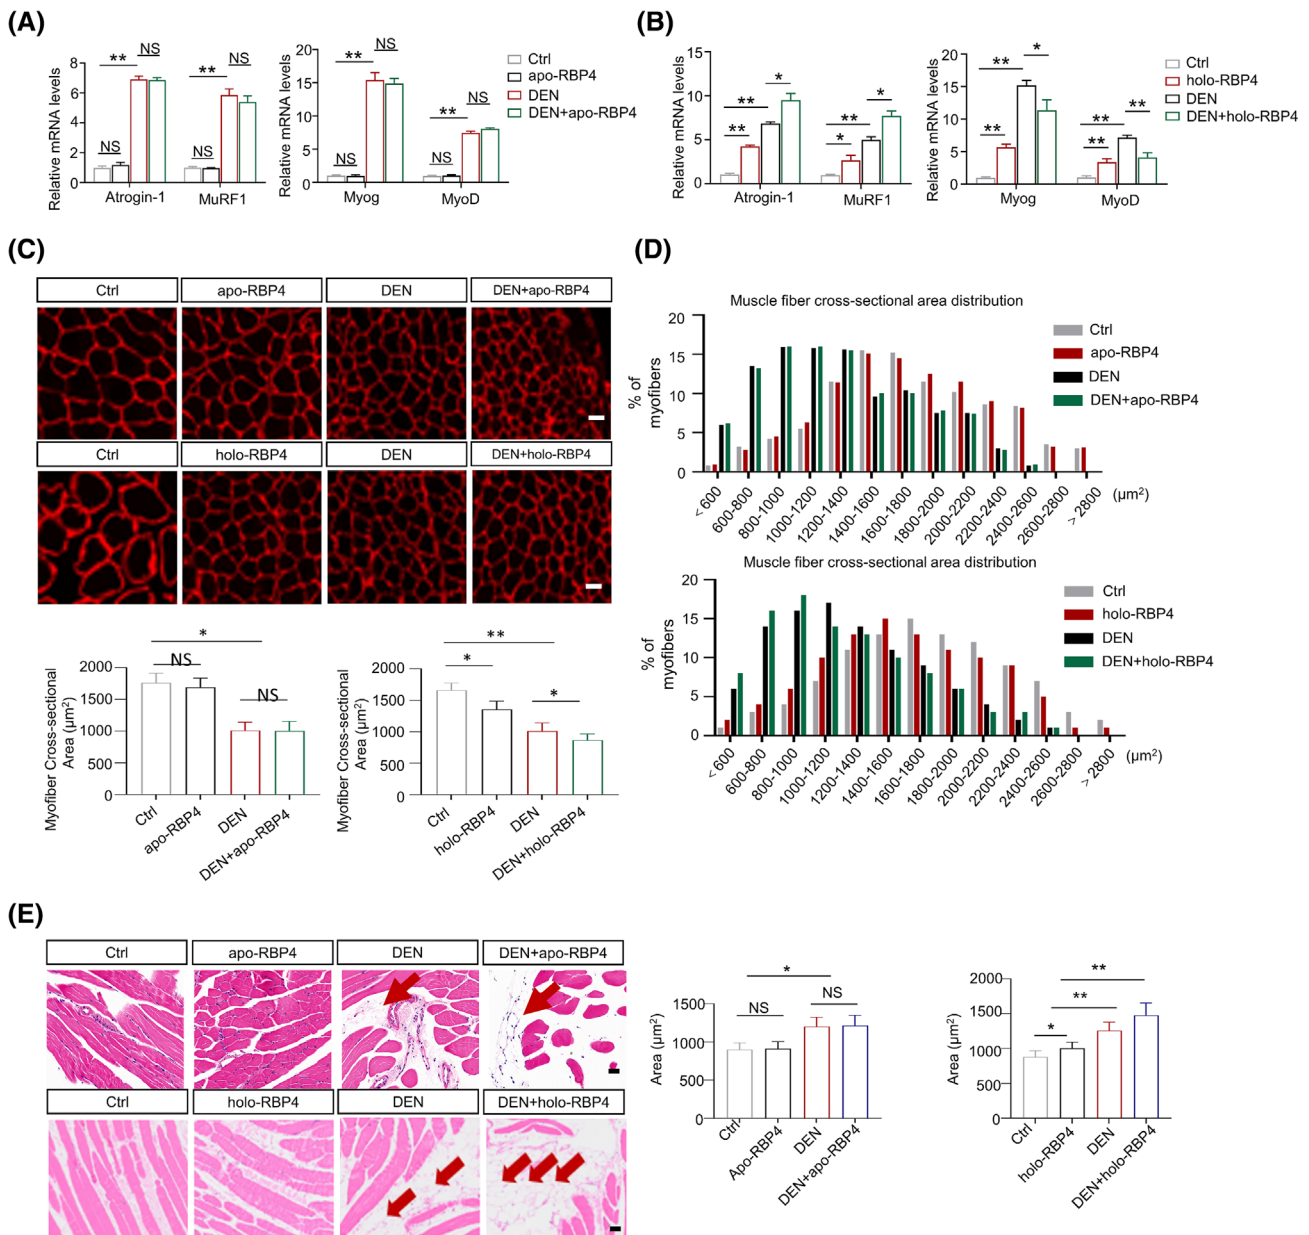 (A)
Relative mRNA levels
8
6
4
2
0
NS
**
NS
**
NS
NS
Atrogin-1
MuRF1
Relative mRNA levels
20
15
10
5
0
NS
**
NS
**
NS
NS
Myog
MyoD
Ctrl
apo-RBP4
DEN
DEN+apo-RBP4
(B)
Relative mRNA levels
15
10
5
0
*
**
**
*
**
*
Atrogin-1
MuRF1
Relative mRNA levels
20
15
10
5
0
*
**
**
**
**
**
Myog
MyoD
Ctrl
holo-RBP4
DEN
DEN+holo-RBP4
(C)
Ctrl
apo-RBP4
DEN
DEN+apo-RBP4
Ctrl
holo-RBP4
DEN
DEN+holo-RBP4
Myofiber Cross-sectional
Area (µm²)
2000
1500
1000
500
0
*
NS
NS
Ctrl
apo-RBP4
DEN
DEN+apo-RBP4
Myofiber Cross-sectional
Area (µm²)
2000
1500
1000
500
0
**
*
*
Ctrl
holo-RBP4
DEN
DEN+holo-RBP4
(D)
Muscle fiber cross-sectional area distribution
% of
myofibers
20
15
10
5
0
Ctrl
apo-RBP4
DEN
DEN+apo-RBP4
< 600
600-800
800-1000
1000-1200
1200-1400
1400-1600
1600-1800
1800-2000
2000-2200
2200-2400
2400-2600
2600-2800
> 2800
(µm²)
Muscle fiber cross-sectional area distribution
% of
myofibers
20
15
10
5
0
Ctrl
holo-RBP4
DEN
DEN+holo-RBP4
< 600
600-800
800-1000
1000-1200
1200-1400
1400-1600
1600-1800
1800-2000
2000-2200
2200-2400
2400-2600
2600-2800
> 2800
(µm²)
(E)
Ctrl
apo-RBP4
DEN
DEN+apo-RBP4
Ctrl
holo-RBP4
DEN
DEN+holo-RBP4
Area (µm²)
1500
1000
500
0
*
NS
NS
Ctrl
Apo-RBP4
DEN
DEN+apo-RBP4
Area (µm²)
2000
1500
1000
500
0
**
**
*
Ctrl
holo-RBP4
DEN
DEN+holo-RBP4